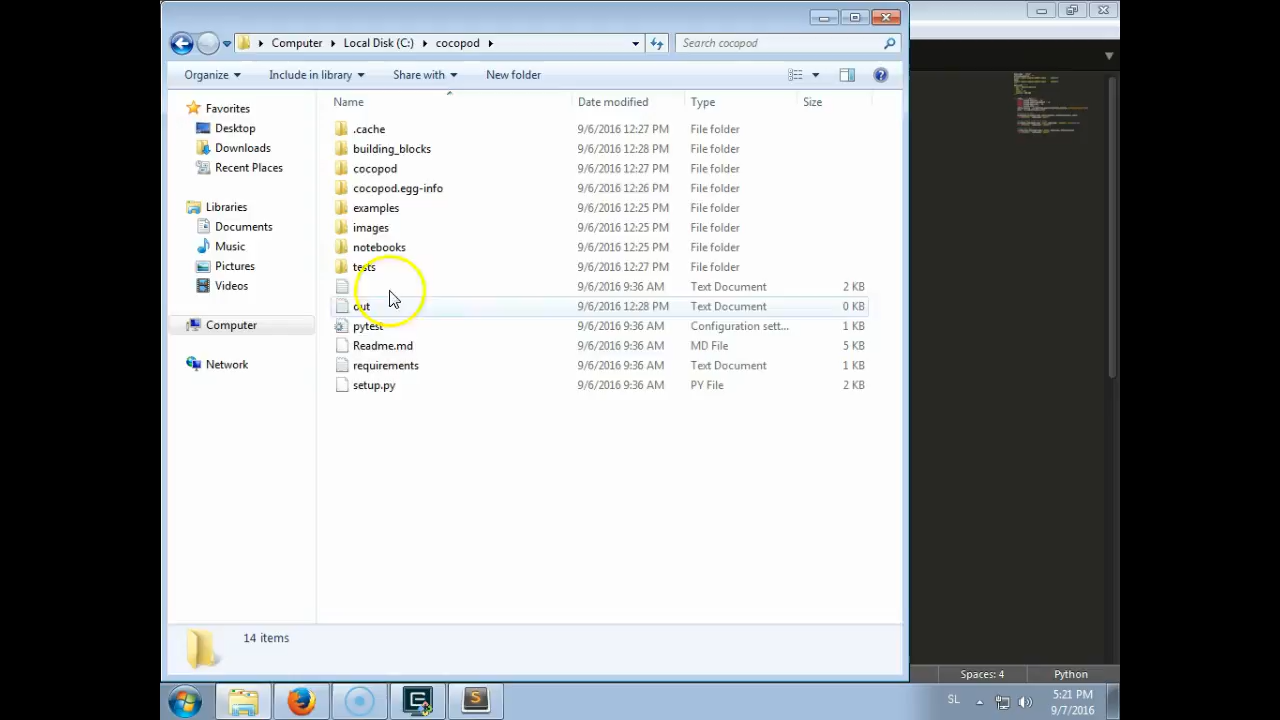 Computer Local Disk (C:) cocopod Search cocopod
Organize Include in library Share with New folder
Name Date modified Type Size
Favorites
Desktop
Downloads
Recent Places
Libraries
Documents
Music
Pictures
Videos
Computer
Network
.cache 9/6/2016 12:27 PM File folder
building_blocks 9/6/2016 12:28 PM File folder
cocopod 9/6/2016 12:27 PM File folder
cocopod.egg-info 9/6/2016 12:26 PM File folder
examples 9/6/2016 12:25 PM File folder
images 9/6/2016 12:25 PM File folder
notebooks 9/6/2016 12:25 PM File folder
tests 9/6/2016 12:27 PM File folder
9/6/2016 9:36 AM Text Document 2 KB
out 9/6/2016 12:28 PM Text Document 0 KB
pytest 9/6/2016 9:36 AM Configuration sett... 1 KB
Readme.md 9/6/2016 9:36 AM MD File 5 KB
requirements 9/6/2016 9:36 AM Text Document 1 KB
setup.py 9/6/2016 9:36 AM PY File 2 KB
14 items
Spaces: 4 Python
SL 5:21 PM
9/7/2016